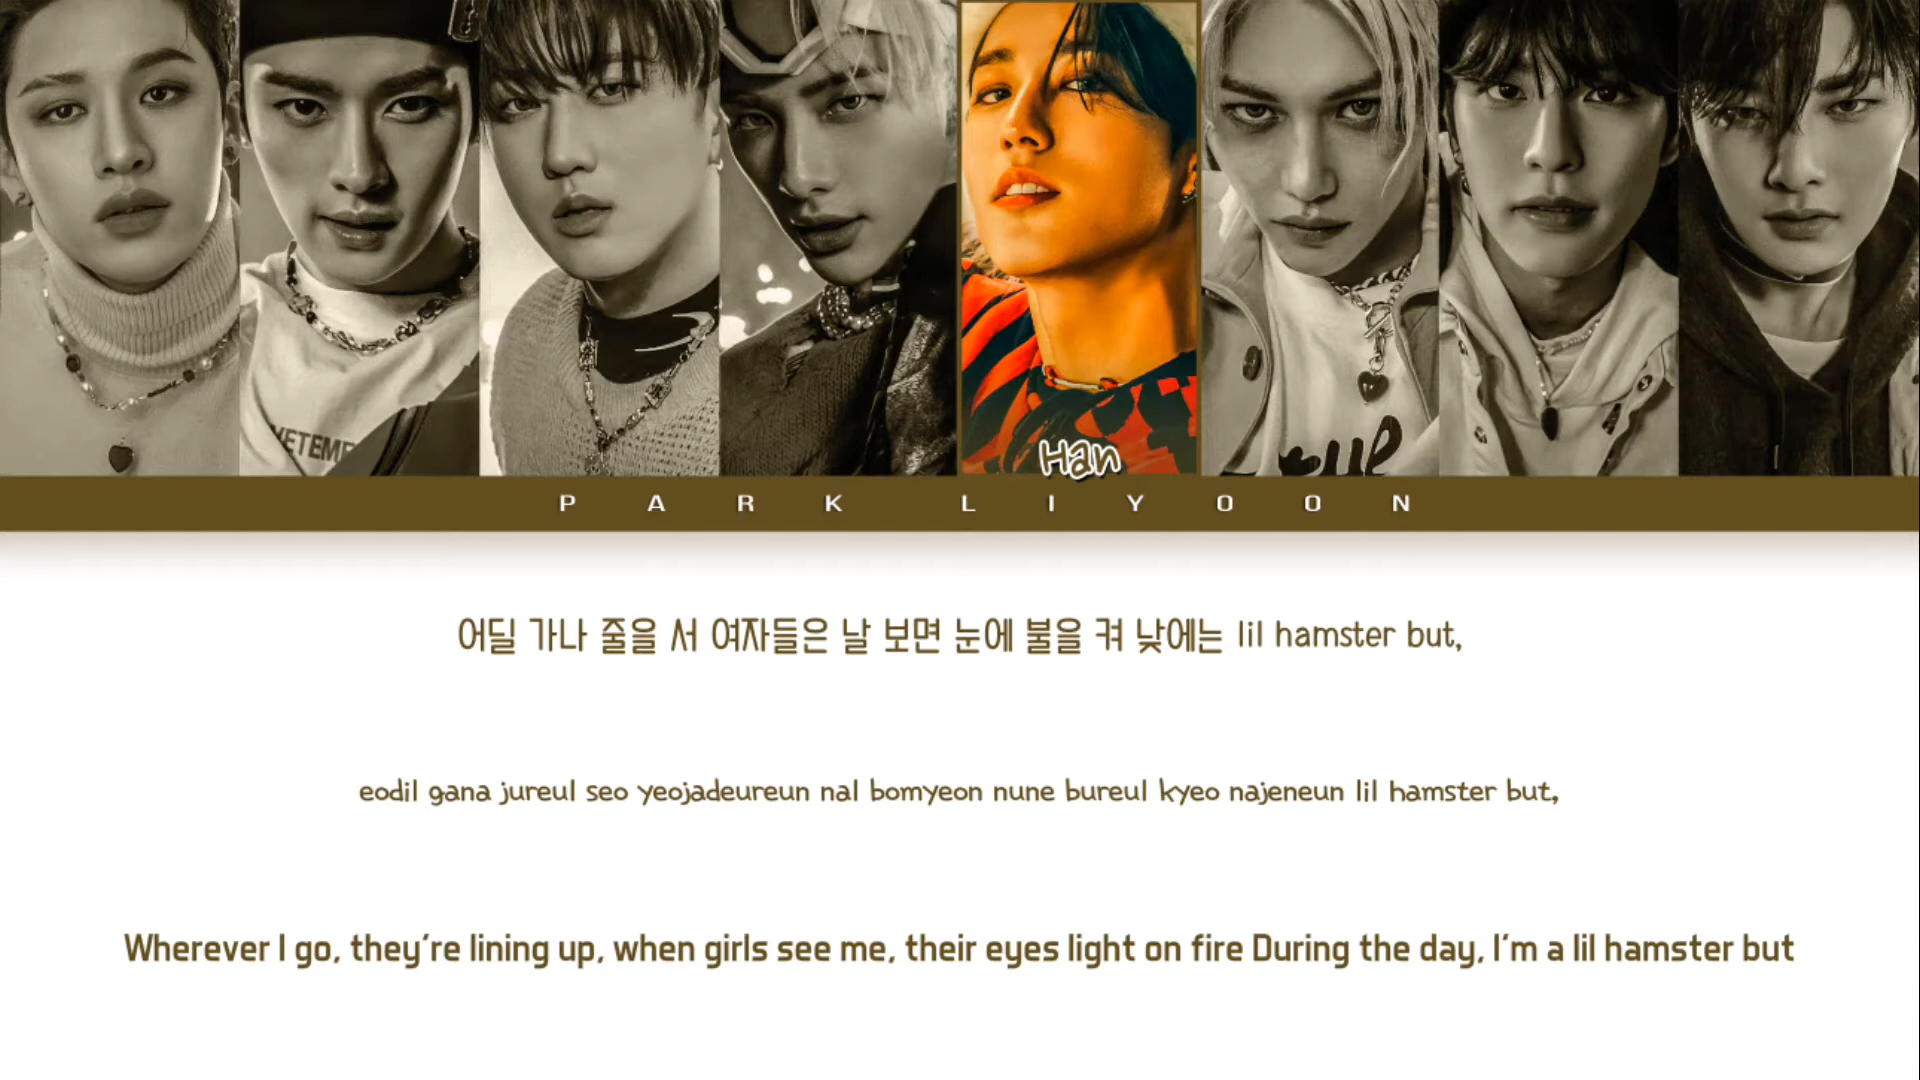 VETEME
Han
PARK LIYOON
어딜 가나 줄을 서 여자들은 날 보면 눈에 불을 켜 낮에는 lil hamster but,
eodil gana jureul seo yeojadeureun nal bomyeon nune bureul kyeo najeneun lil hamster but,
Wherever I go, they're lining up, when girls see me, their eyes light on fire During the day, I'm a lil hamster but